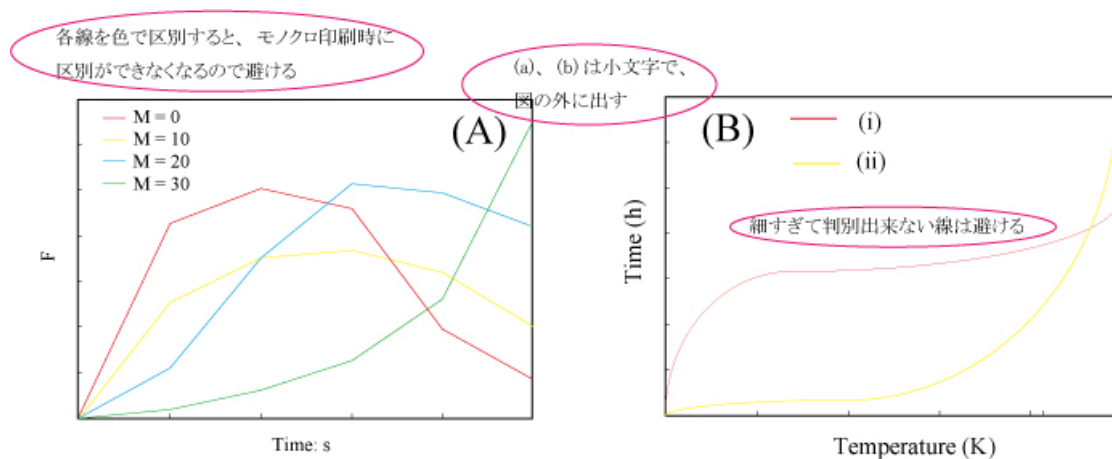 各線を色で区別すると、モノクロ印刷時に
区別ができなくなるので避ける
(a)、(b)は小文字で、
図の外に出す
M = 0
M = 10
M = 20
M = 30
(A)
F
Time: s
(B)
(i)
(ii)
細すぎて判別出来ない線は避ける
Time (h)
Temperature (K)